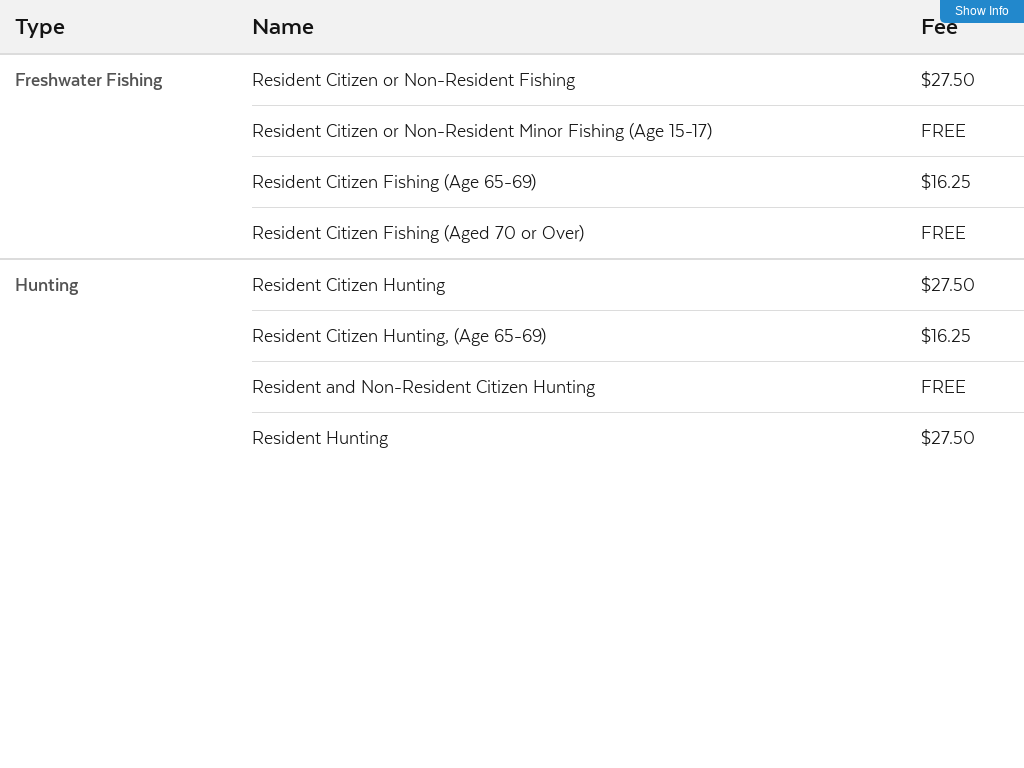 Show Info
Type Name Fee
Freshwater Fishing Resident Citizen or Non-Resident Fishing $27.50
Resident Citizen or Non-Resident Minor Fishing (Age 15-17) FREE
Resident Citizen Fishing (Age 65-69) $16.25
Resident Citizen Fishing (Aged 70 or Over) FREE
Hunting Resident Citizen Hunting $27.50
Resident Citizen Hunting, (Age 65-69) $16.25
Resident and Non-Resident Citizen Hunting FREE
Resident Hunting $27.50